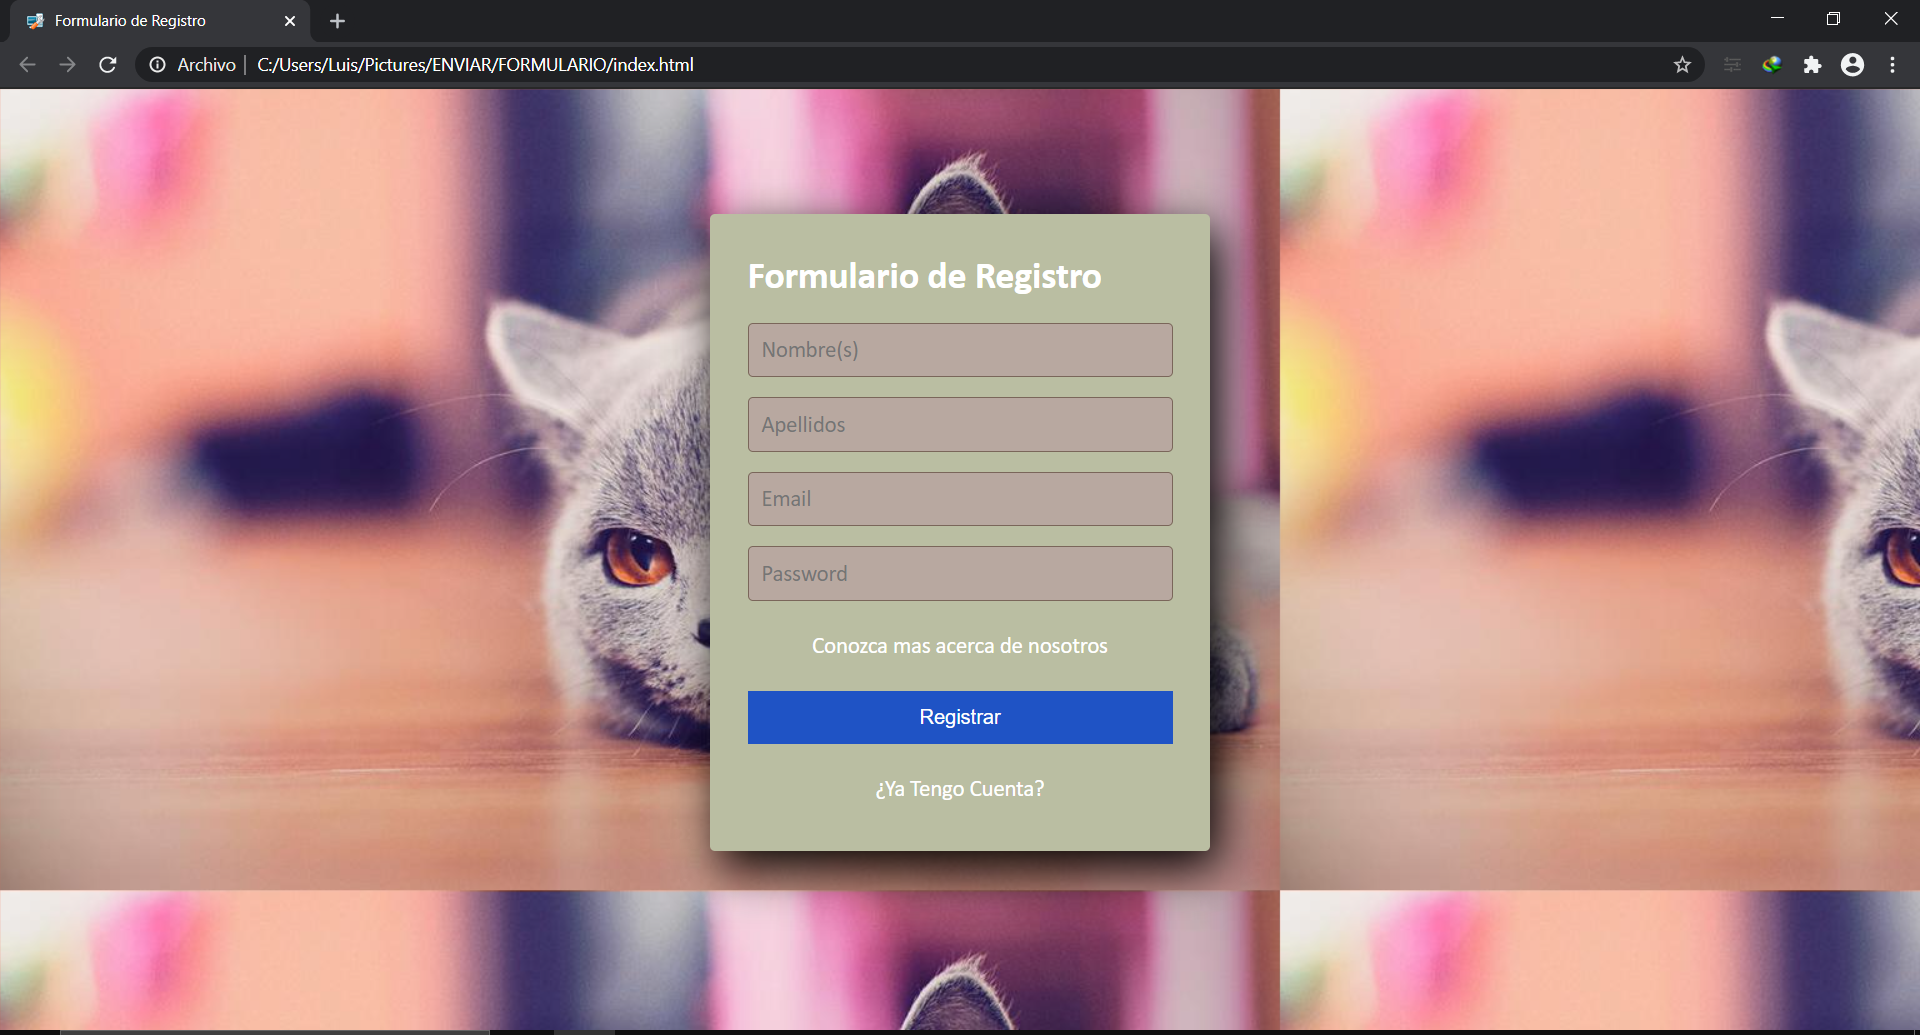 Formulario de Registro
Archivo | C:/Users/Luis/Pictures/ENVIAR/FORMULARIO/index.html
Formulario de Registro
Nombre(s)
Apellidos
Email
Password
Conozca mas acerca de nosotros
Registrar
¿Ya Tengo Cuenta?